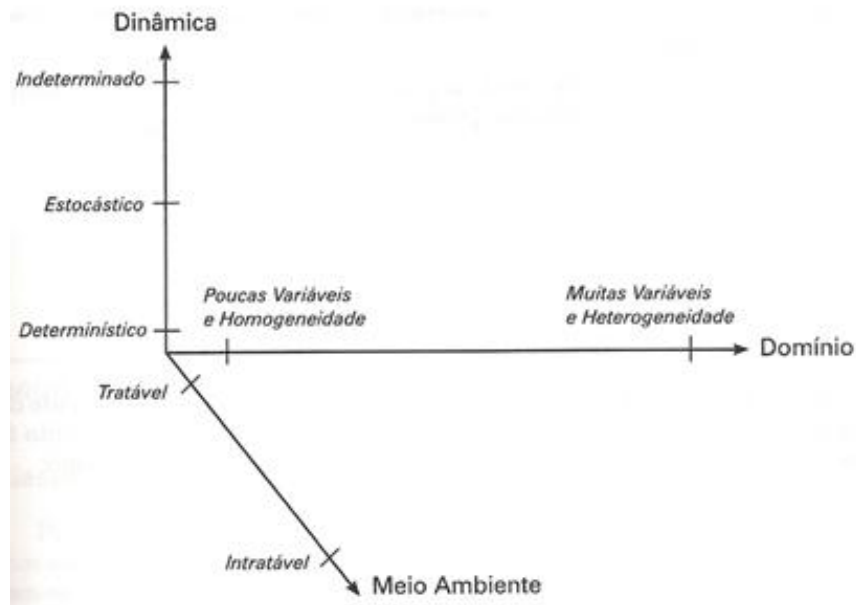 Dinâmica
Indeterminado
Estocástico
Determinístico
Poucas Variáveis
e Homogeneidade
Muitas Variáveis
e Heterogeneidade
Domínio
Tratável
Intratável
Meio Ambiente